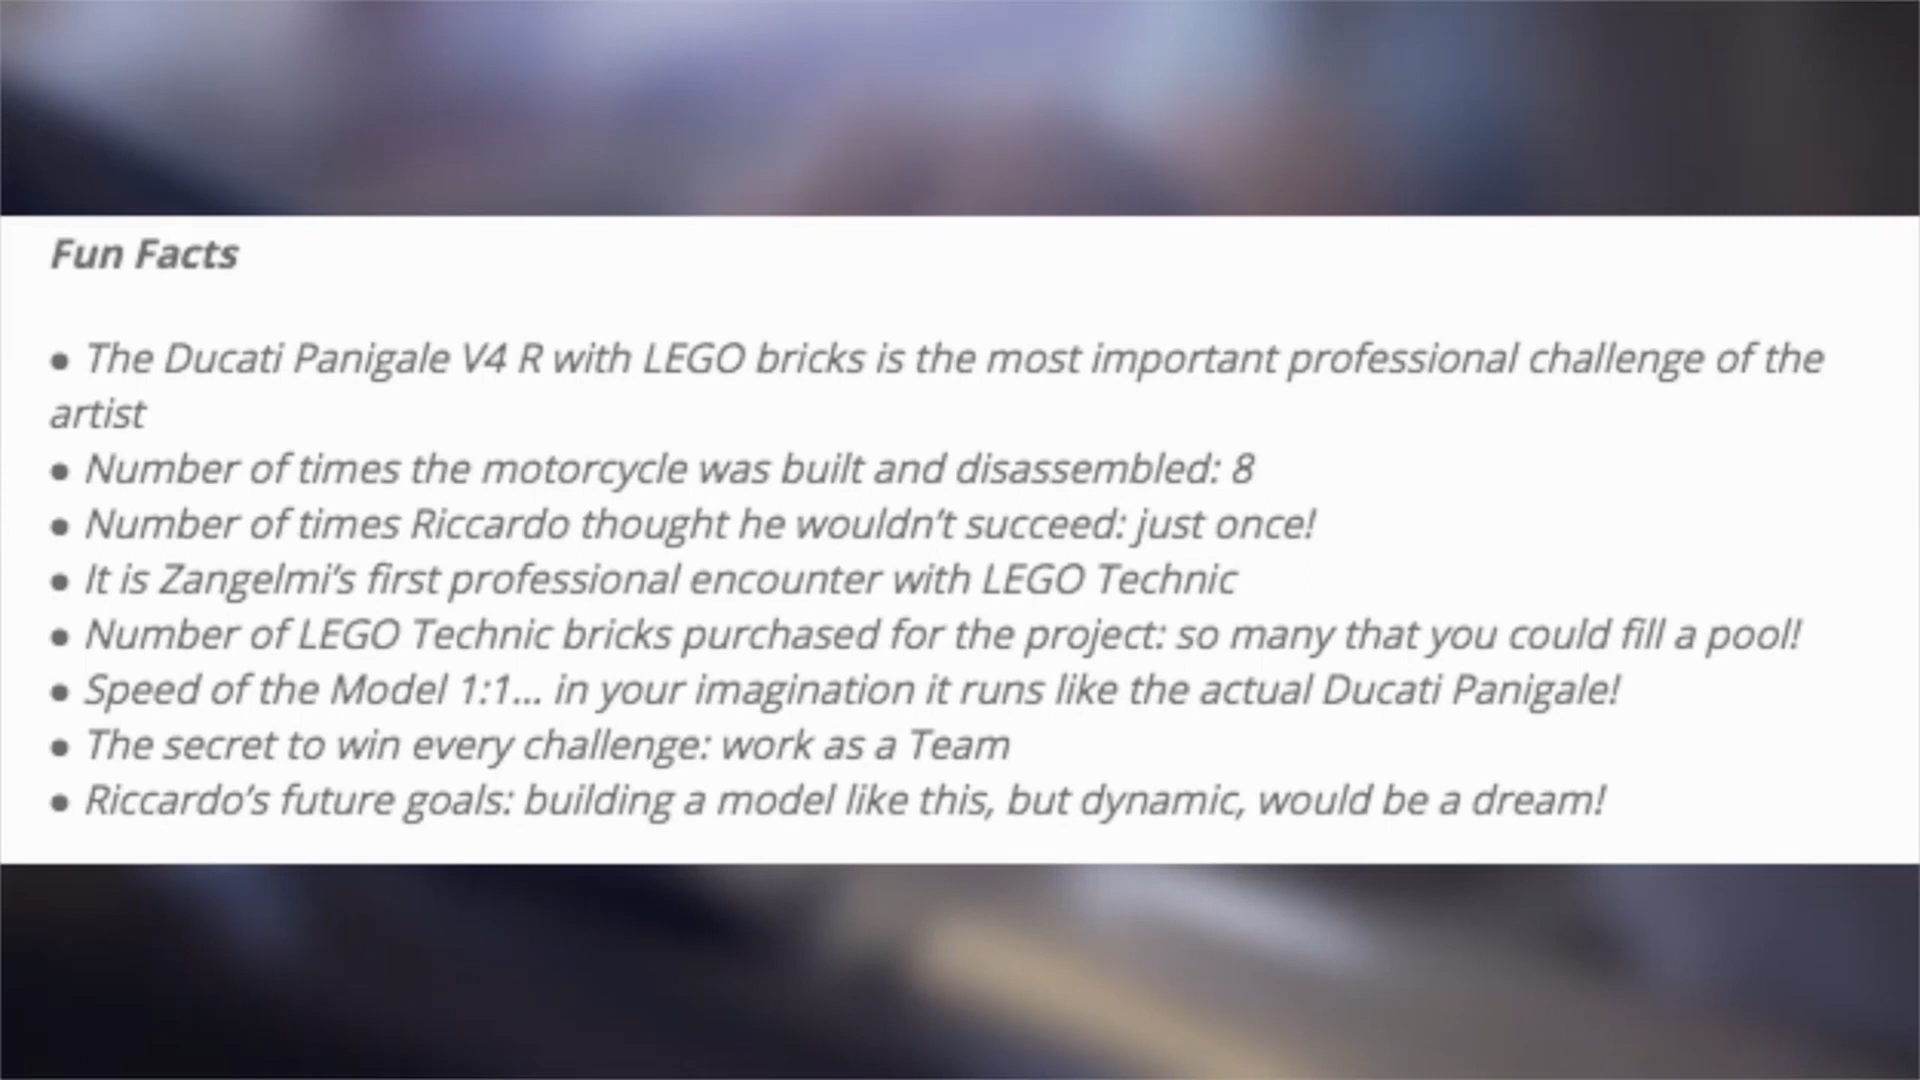 Fun Facts
● The Ducati Panigale V4 R with LEGO bricks is the most important professional challenge of the
artist
● Number of times the motorcycle was built and disassembled: 8
● Number of times Riccardo thought he wouldn’t succeed: just once!
● It is Zangelmi’s first professional encounter with LEGO Technic
● Number of LEGO Technic bricks purchased for the project: so many that you could fill a pool!
● Speed of the Model 1:1... in your imagination it runs like the actual Ducati Panigale!
● The secret to win every challenge: work as a Team
● Riccardo’s future goals: building a model like this, but dynamic, would be a dream!